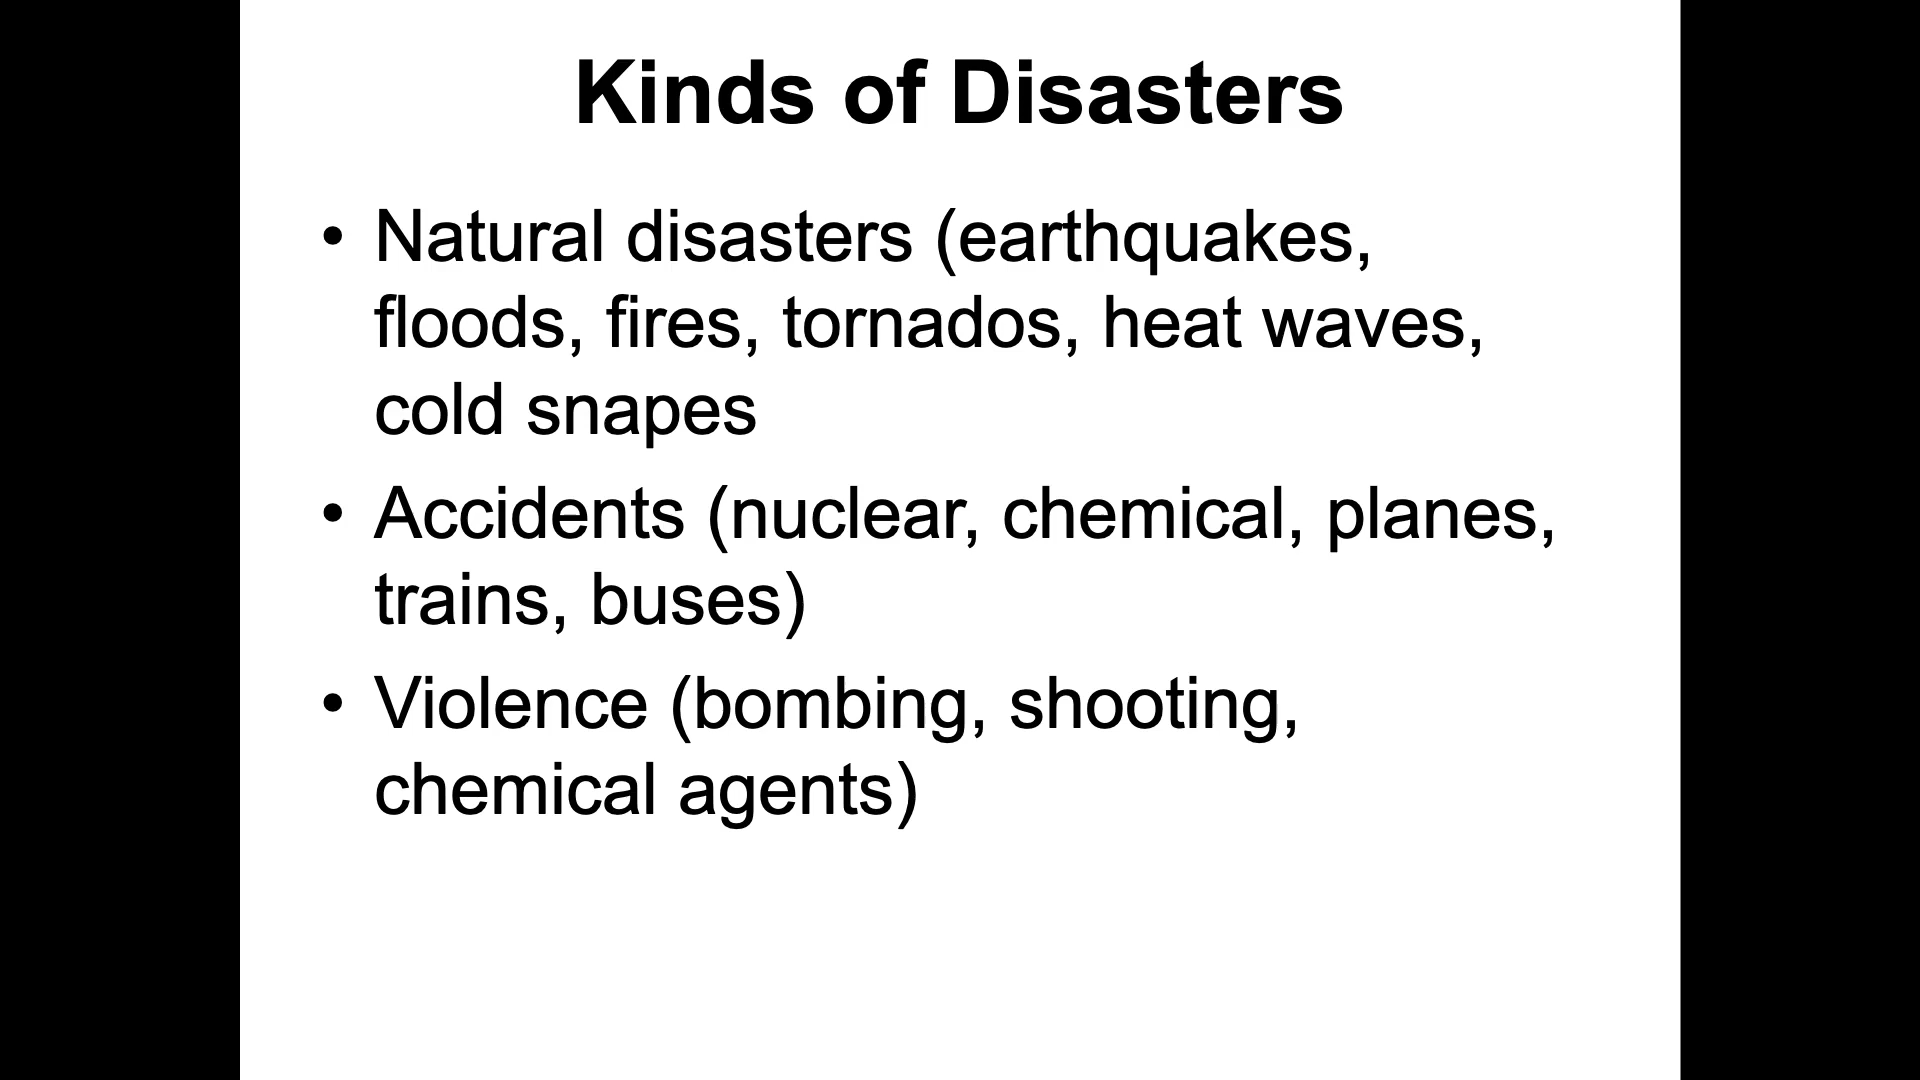 Kinds of Disasters
• Natural disasters (earthquakes,
floods, fires, tornados, heat waves,
cold snapes
• Accidents (nuclear, chemical, planes,
trains, buses)
• Violence (bombing, shooting,
chemical agents)